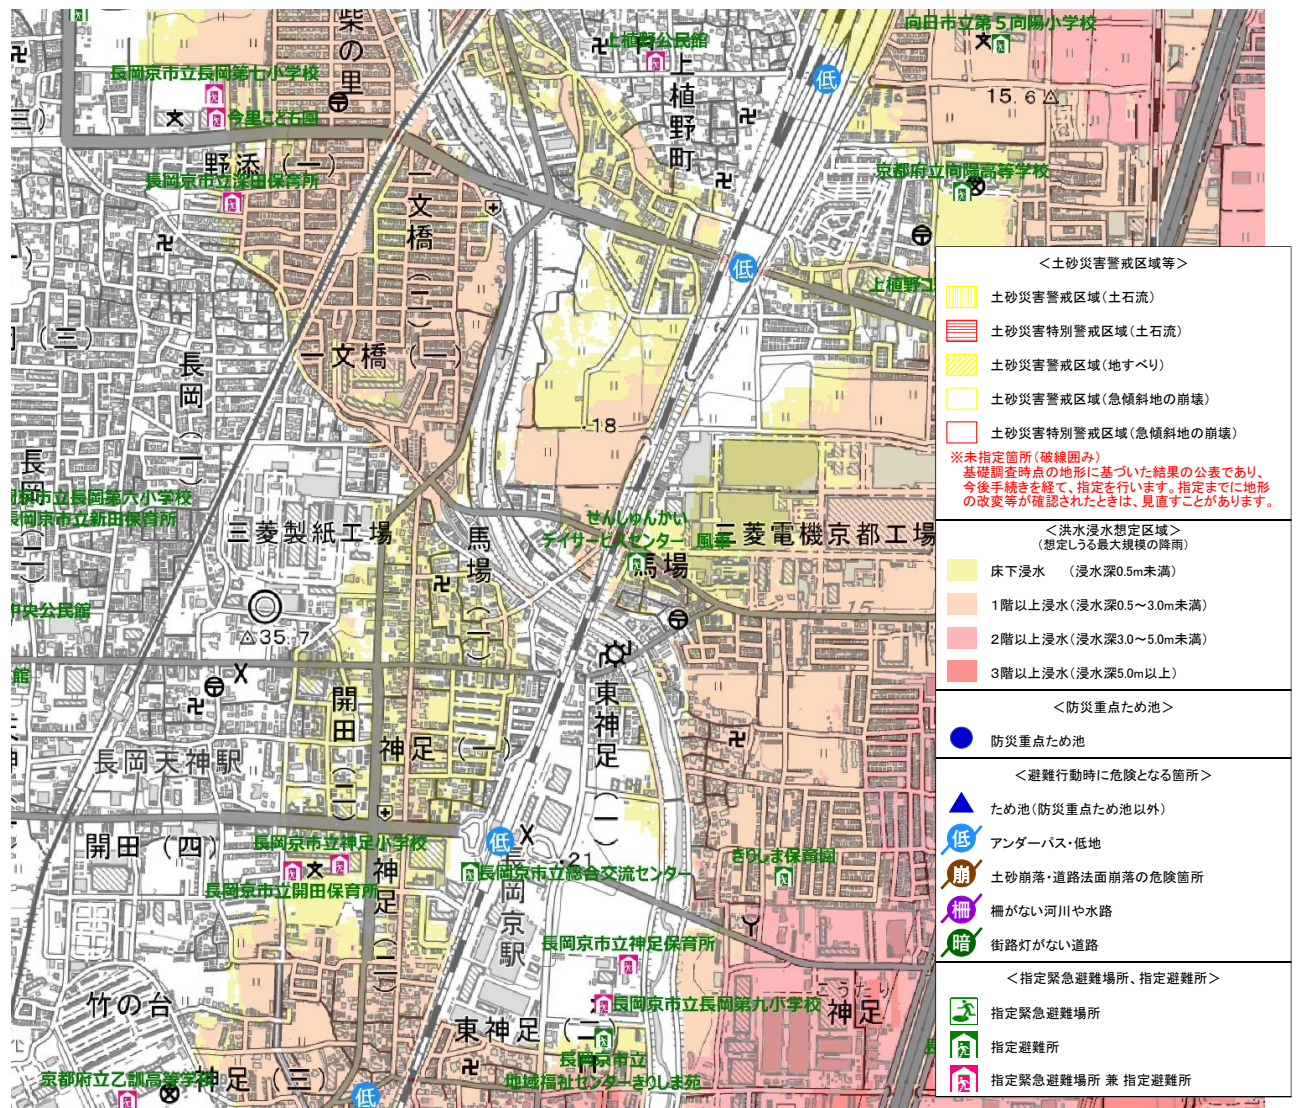 向日市立第5向陽小学校
上植野公民館
柴の里
長岡京市立長岡第七小学校
今里こども園
上植野町
低
15.6
野添(一)
長岡京市立深田保育所
京都府立向陽高等学校
一文橋(二)
低
上植野コ
一文橋(一)
(三)
長岡(一)
18
長岡(二)
長岡京市立長岡第六小学校
長岡京市立新田保育所
三菱製紙工場
馬場(一)
せんしゅんかい
デイサービスセンター 風車
三菱電機京都工場
馬場
中央公民館
35.7
15
館
東神足(一)
開田(二)
神足(一)
長岡天神駅
低
開田(四)
長岡京市立神足小学校
長岡京市立開田保育所
長岡京市立総合交流センター
長岡京駅
21
きりしま保育園
神足(二)
長岡京市立神足保育所
長岡京市立長岡第九小学校
こうたり
神足
竹の台
東神足(二)
長岡京市立
地域福祉センターきりしま苑
京都府立乙訓高等学校
神足(三)
低
<土砂災害警戒区域等>
土砂災害警戒区域(土石流)
土砂災害特別警戒区域(土石流)
土砂災害警戒区域(地すべり)
土砂災害警戒区域(急傾斜地の崩壊)
土砂災害特別警戒区域(急傾斜地の崩壊)
※未指定箇所(破線囲み)
基礎調査時点の地形に基づいた結果の公表であり、
今後手続きを経て、指定を行います。指定までに地形
の改変等が確認されたときは、見直すことがあります。
<洪水浸水想定区域>
(想定しうる最大規模の降雨)
床下浸水 (浸水深0.5m未満)
1階以上浸水(浸水深0.5~3.0m未満)
2階以上浸水(浸水深3.0~5.0m未満)
3階以上浸水(浸水深5.0m以上)
<防災重点ため池>
防災重点ため池
<避難行動時に危険となる箇所>
ため池(防災重点ため池以外)
低 アンダーパス・低地
崩 土砂崩落・道路法面崩落の危険箇所
柵 柵がない河川や水路
暗 街路灯がない道路
<指定緊急避難場所、指定避難所>
指定緊急避難場所
指定避難所
指定緊急避難場所 兼 指定避難所